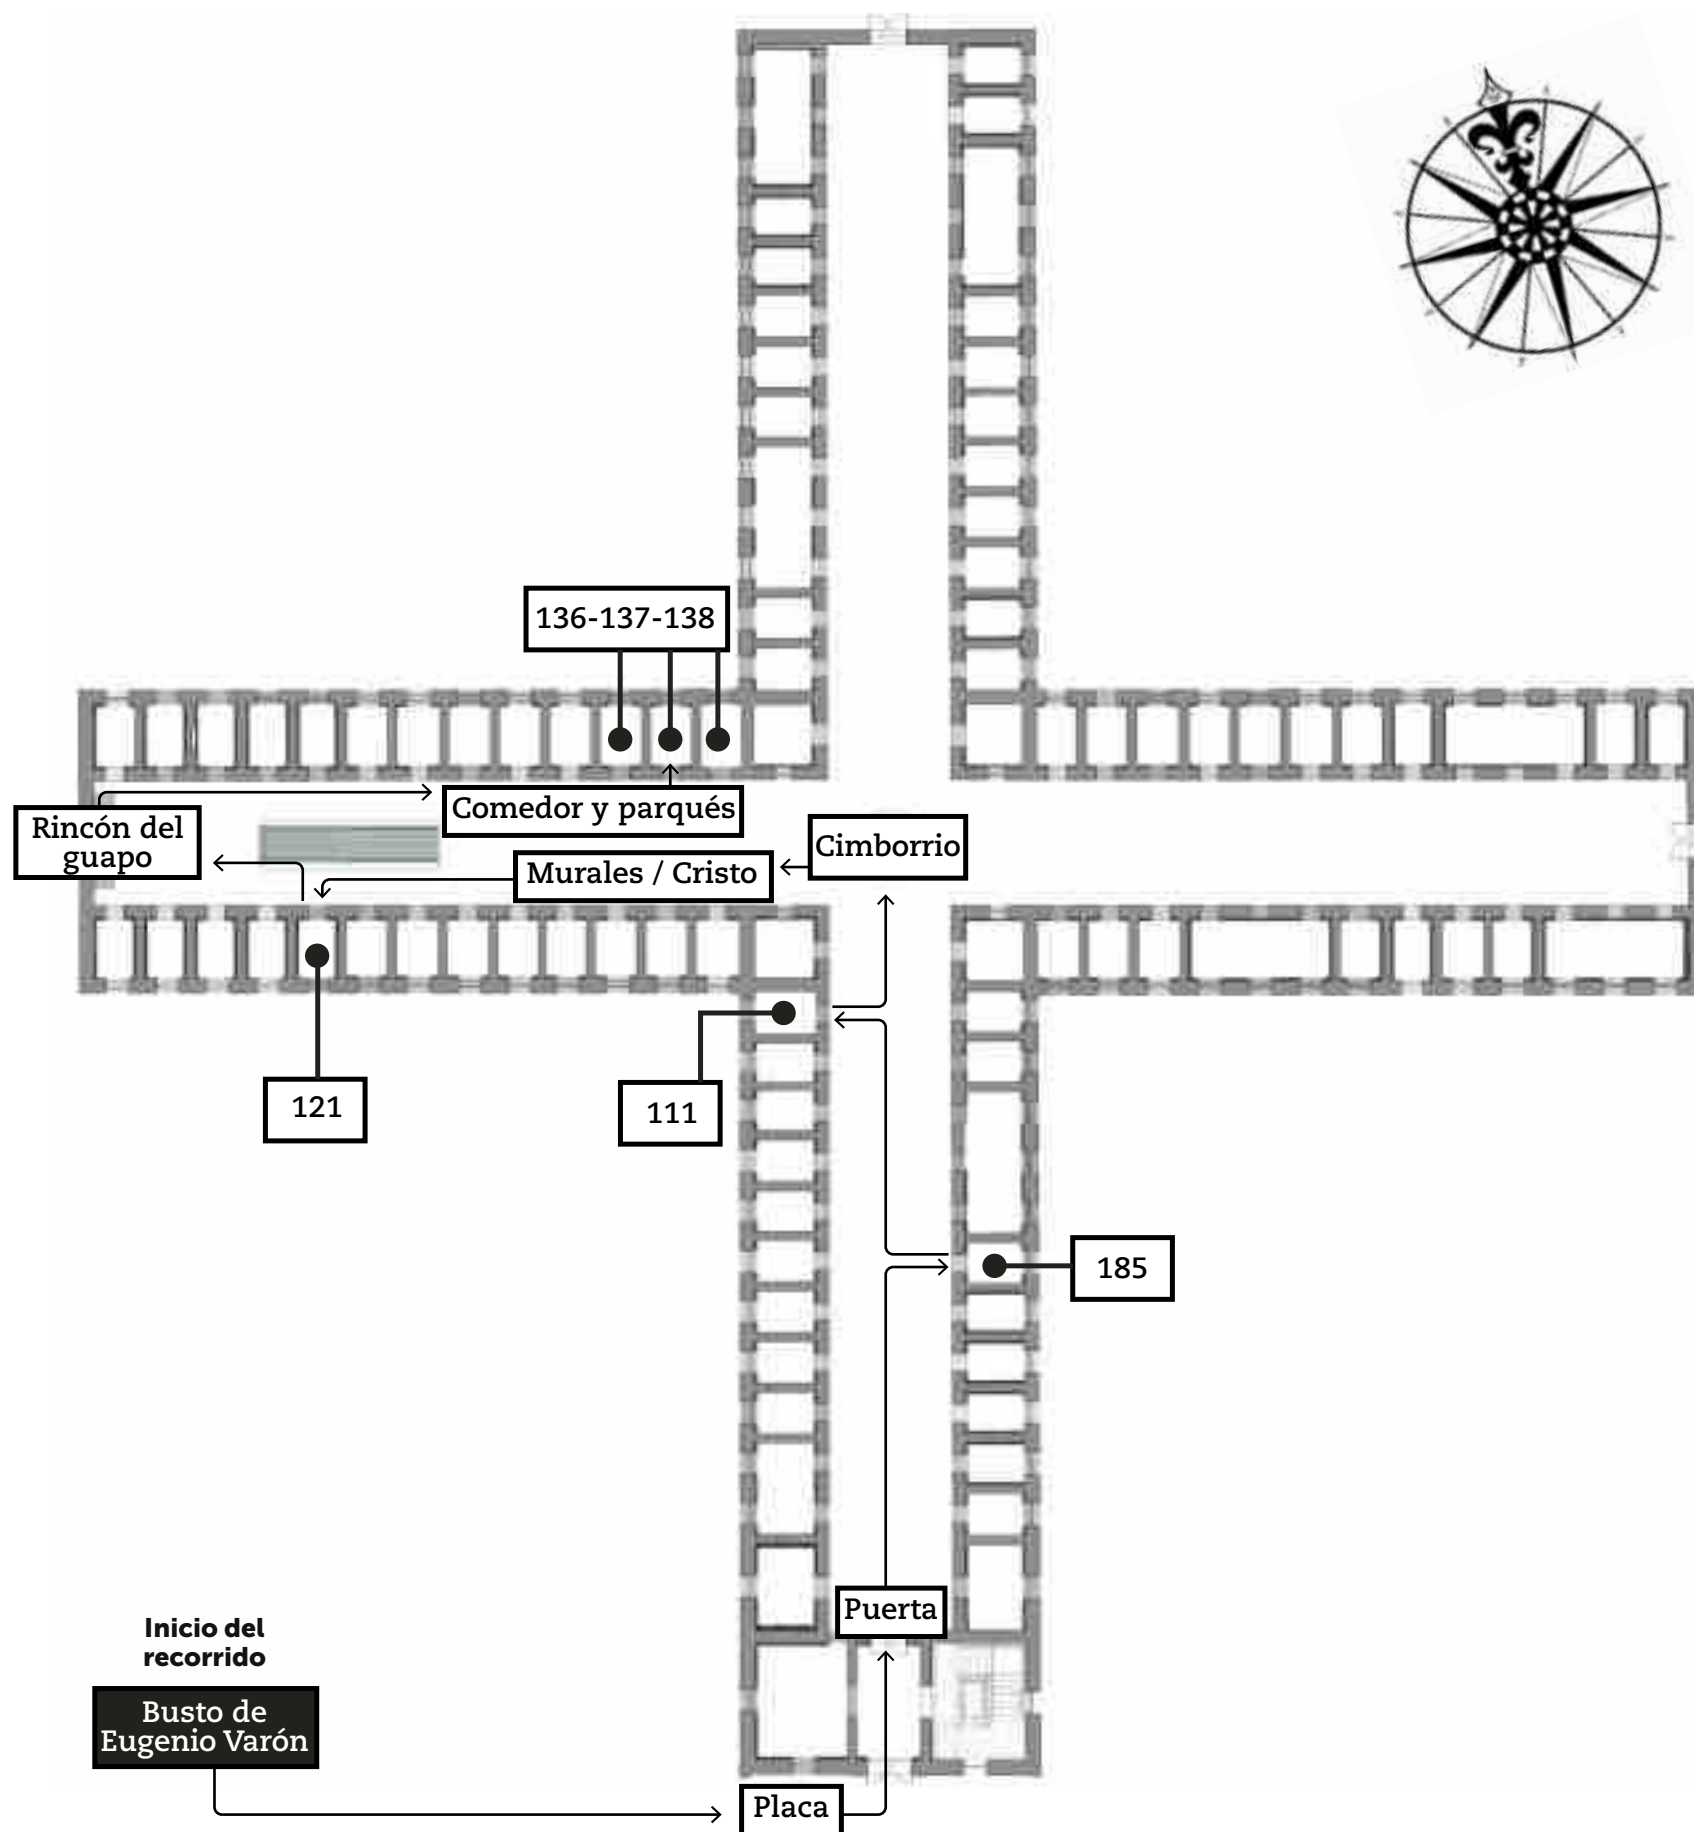 136-137-138
Comedor y parqués
Rincón del
guapo
Cimborrio
Murales / Cristo
121
111
185
Puerta
Inicio del
recorrido
Busto de
Eugenio Varón
Placa